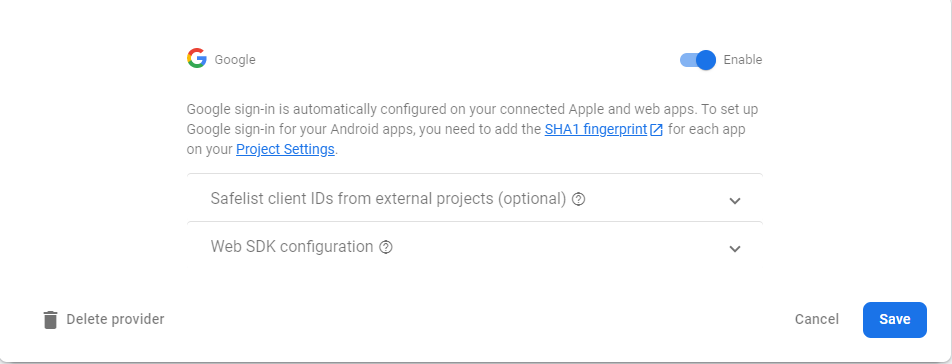 Google
Enable
Google sign-in is automatically configured on your connected Apple and web apps. To set up
Google sign-in for your Android apps, you need to add the SHA1 fingerprint for each app
on your Project Settings.
Safelist client IDs from external projects (optional)
Web SDK configuration
Delete provider
Cancel
Save